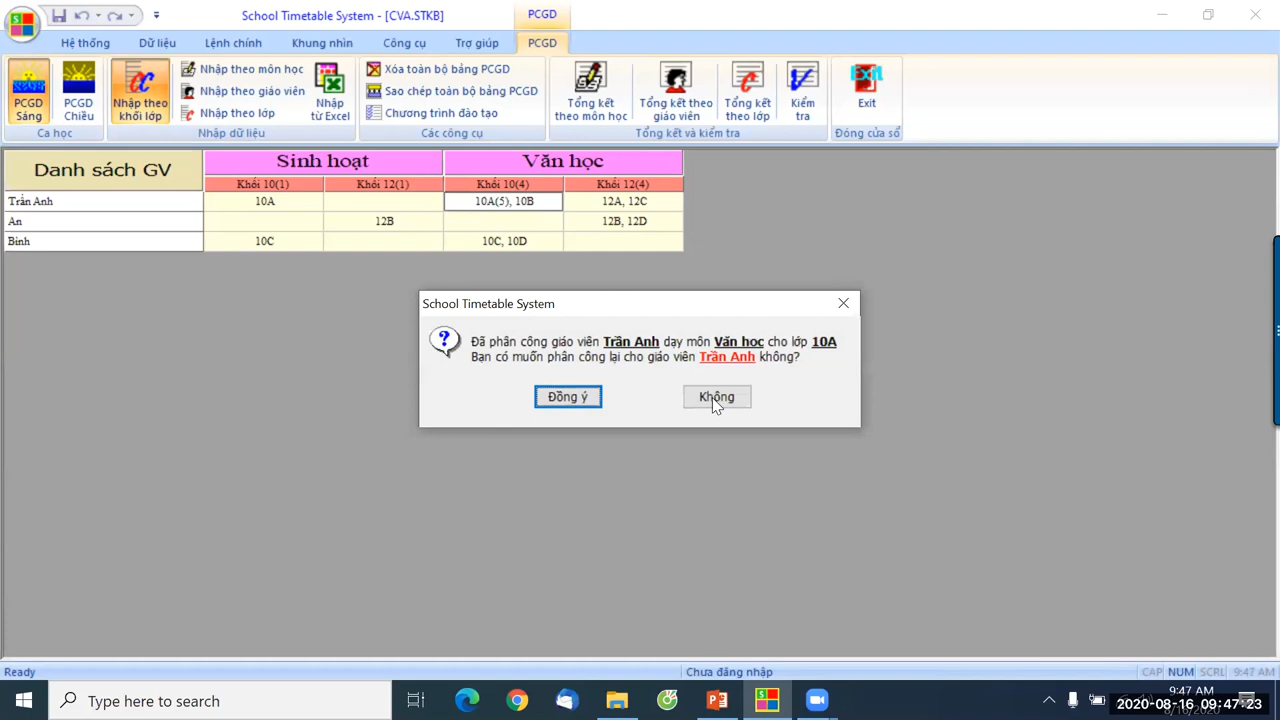 School Timetable System - [CVA.STKB]
PCGD
Hệ thống
Dữ liệu
Lệnh chính
Khung nhìn
Công cụ
Trợ giúp
PCGD
PCGD Sáng
PCGD Chiều
Ca học
Nhập theo khối lớp
Nhập theo môn học
Nhập theo giáo viên
Nhập theo lớp
Nhập từ Excel
Nhập dữ liệu
Xóa toàn bộ bảng PCGD
Sao chép toàn bộ bảng PCGD
Chương trình đào tạo
Các công cụ
Tổng kết theo môn học
Tổng kết theo giáo viên
Tổng kết theo lớp
Kiểm tra
Tổng kết và kiểm tra
Exit
Exit
Đóng cửa sổ
Danh sách GV
Sinh hoạt
Văn học
Khối 10(1)
Khối 12(1)
Khối 10(4)
Khối 12(4)
Trần Anh
10A
10A(5), 10B
12A, 12C
An
12B
12B, 12D
Bình
10C
10C, 10D
School Timetable System
Đã phân công giáo viên Trần Anh dạy môn Văn học cho lớp 10A
Bạn có muốn phân công lại cho giáo viên Trần Anh không?
Đồng ý
Không
Ready
Chưa đăng nhập
CAP
NUM
SCRL
9:47 AM
Type here to search
9:47 AM
8/16/2020
2020-08-16 09:47:23